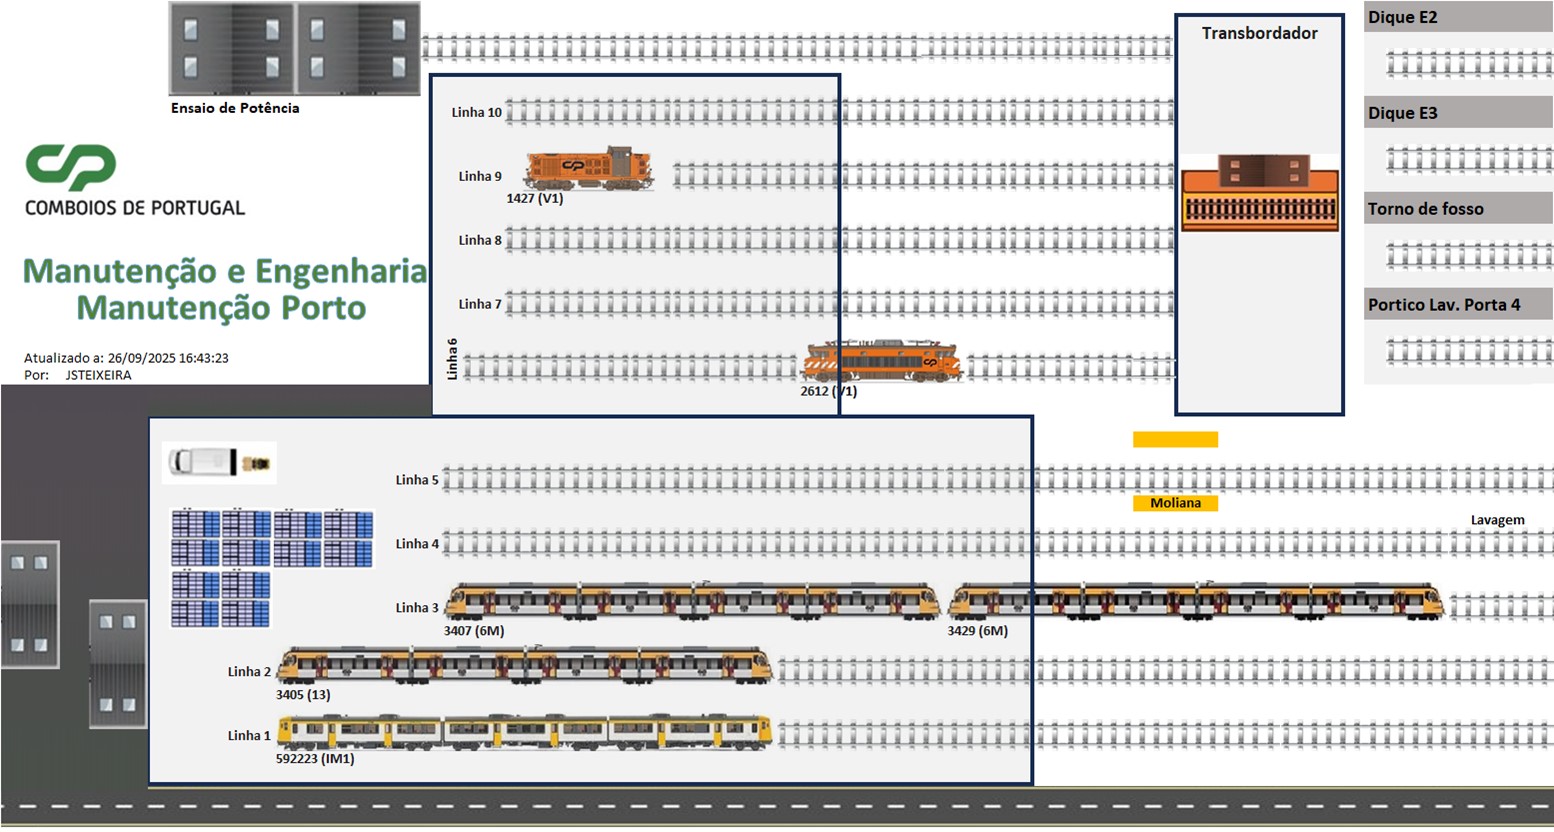 Ensaio de Potência
COMBOIOS DE PORTUGAL
Manutenção e Engenharia
Manutenção Porto
Atualizado a: 26/09/2025 16:43:23
Por: JSTEIXEIRA
Linha 10
Linha 9
1427 (V1)
Linha 8
Linha 7
Linha 6
2612 (V1)
Transbordador
Dique E2
Dique E3
Torno de fosso
Portico Lav. Porta 4
Linha 5
Moliana
Lavagem
Linha 4
Linha 3
3407 (6M)
3429 (6M)
Linha 2
3405 (13)
Linha 1
592223 (IM1)